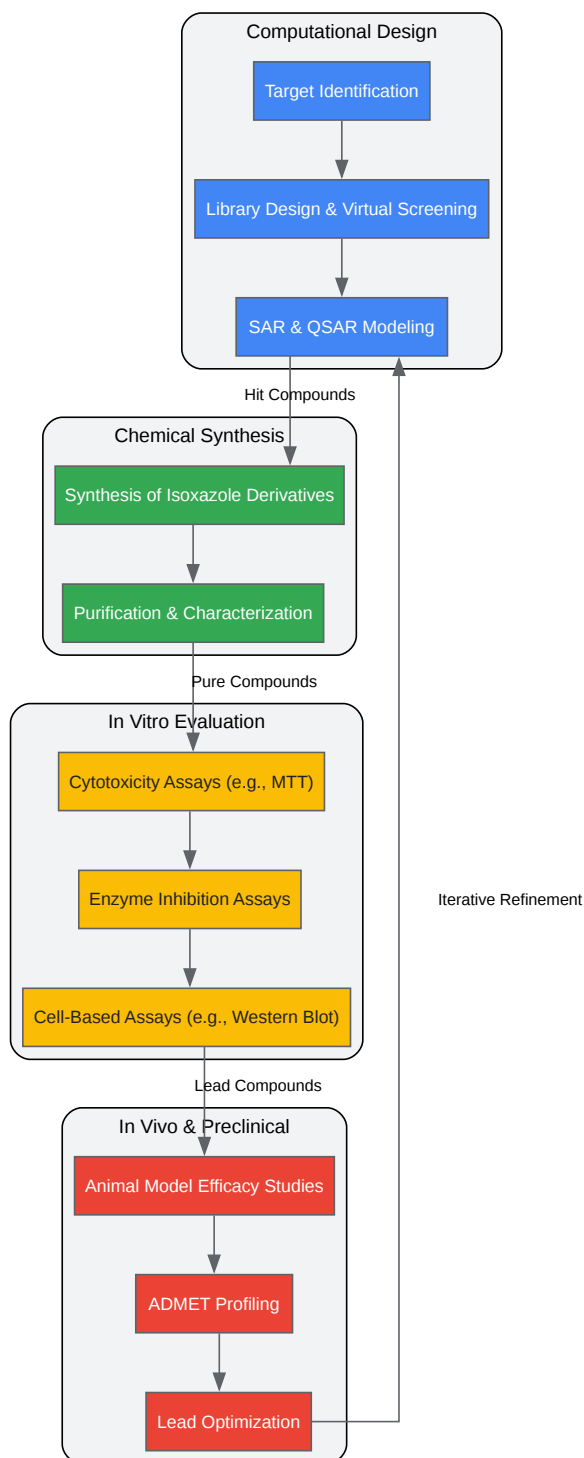 Computational Design
Target Identification
Library Design & Virtual Screening
SAR & QSAR Modeling
Hit Compounds
Chemical Synthesis
Synthesis of Isoxazole Derivatives
Purification & Characterization
Pure Compounds
In Vitro Evaluation
Cytotoxicity Assays (e.g., MTT)
Enzyme Inhibition Assays
Iterative Refinement
Cell-Based Assays (e.g., Western Blot)
Lead Compounds
In Vivo & Preclinical
Animal Model Efficacy Studies
ADMET Profiling
Lead Optimization